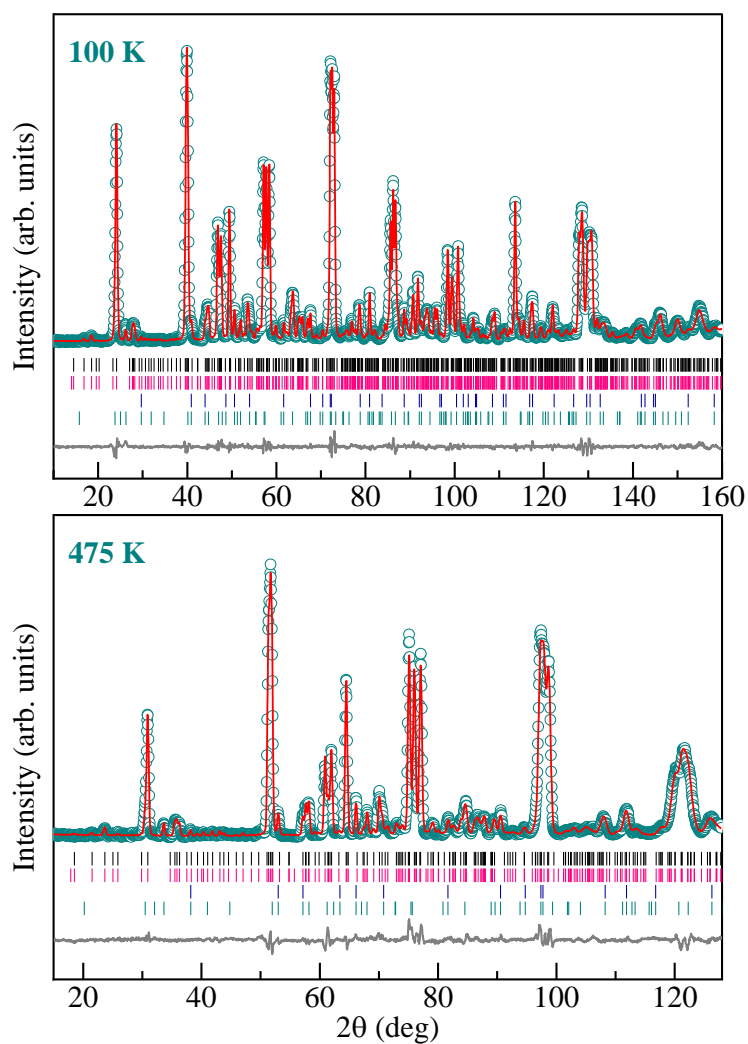 100 K
Intensity (arb. units)
20 40 60 80 100 120 140 160
475 K
Intensity (arb. units)
20 40 60 80 100 120
2θ (deg)